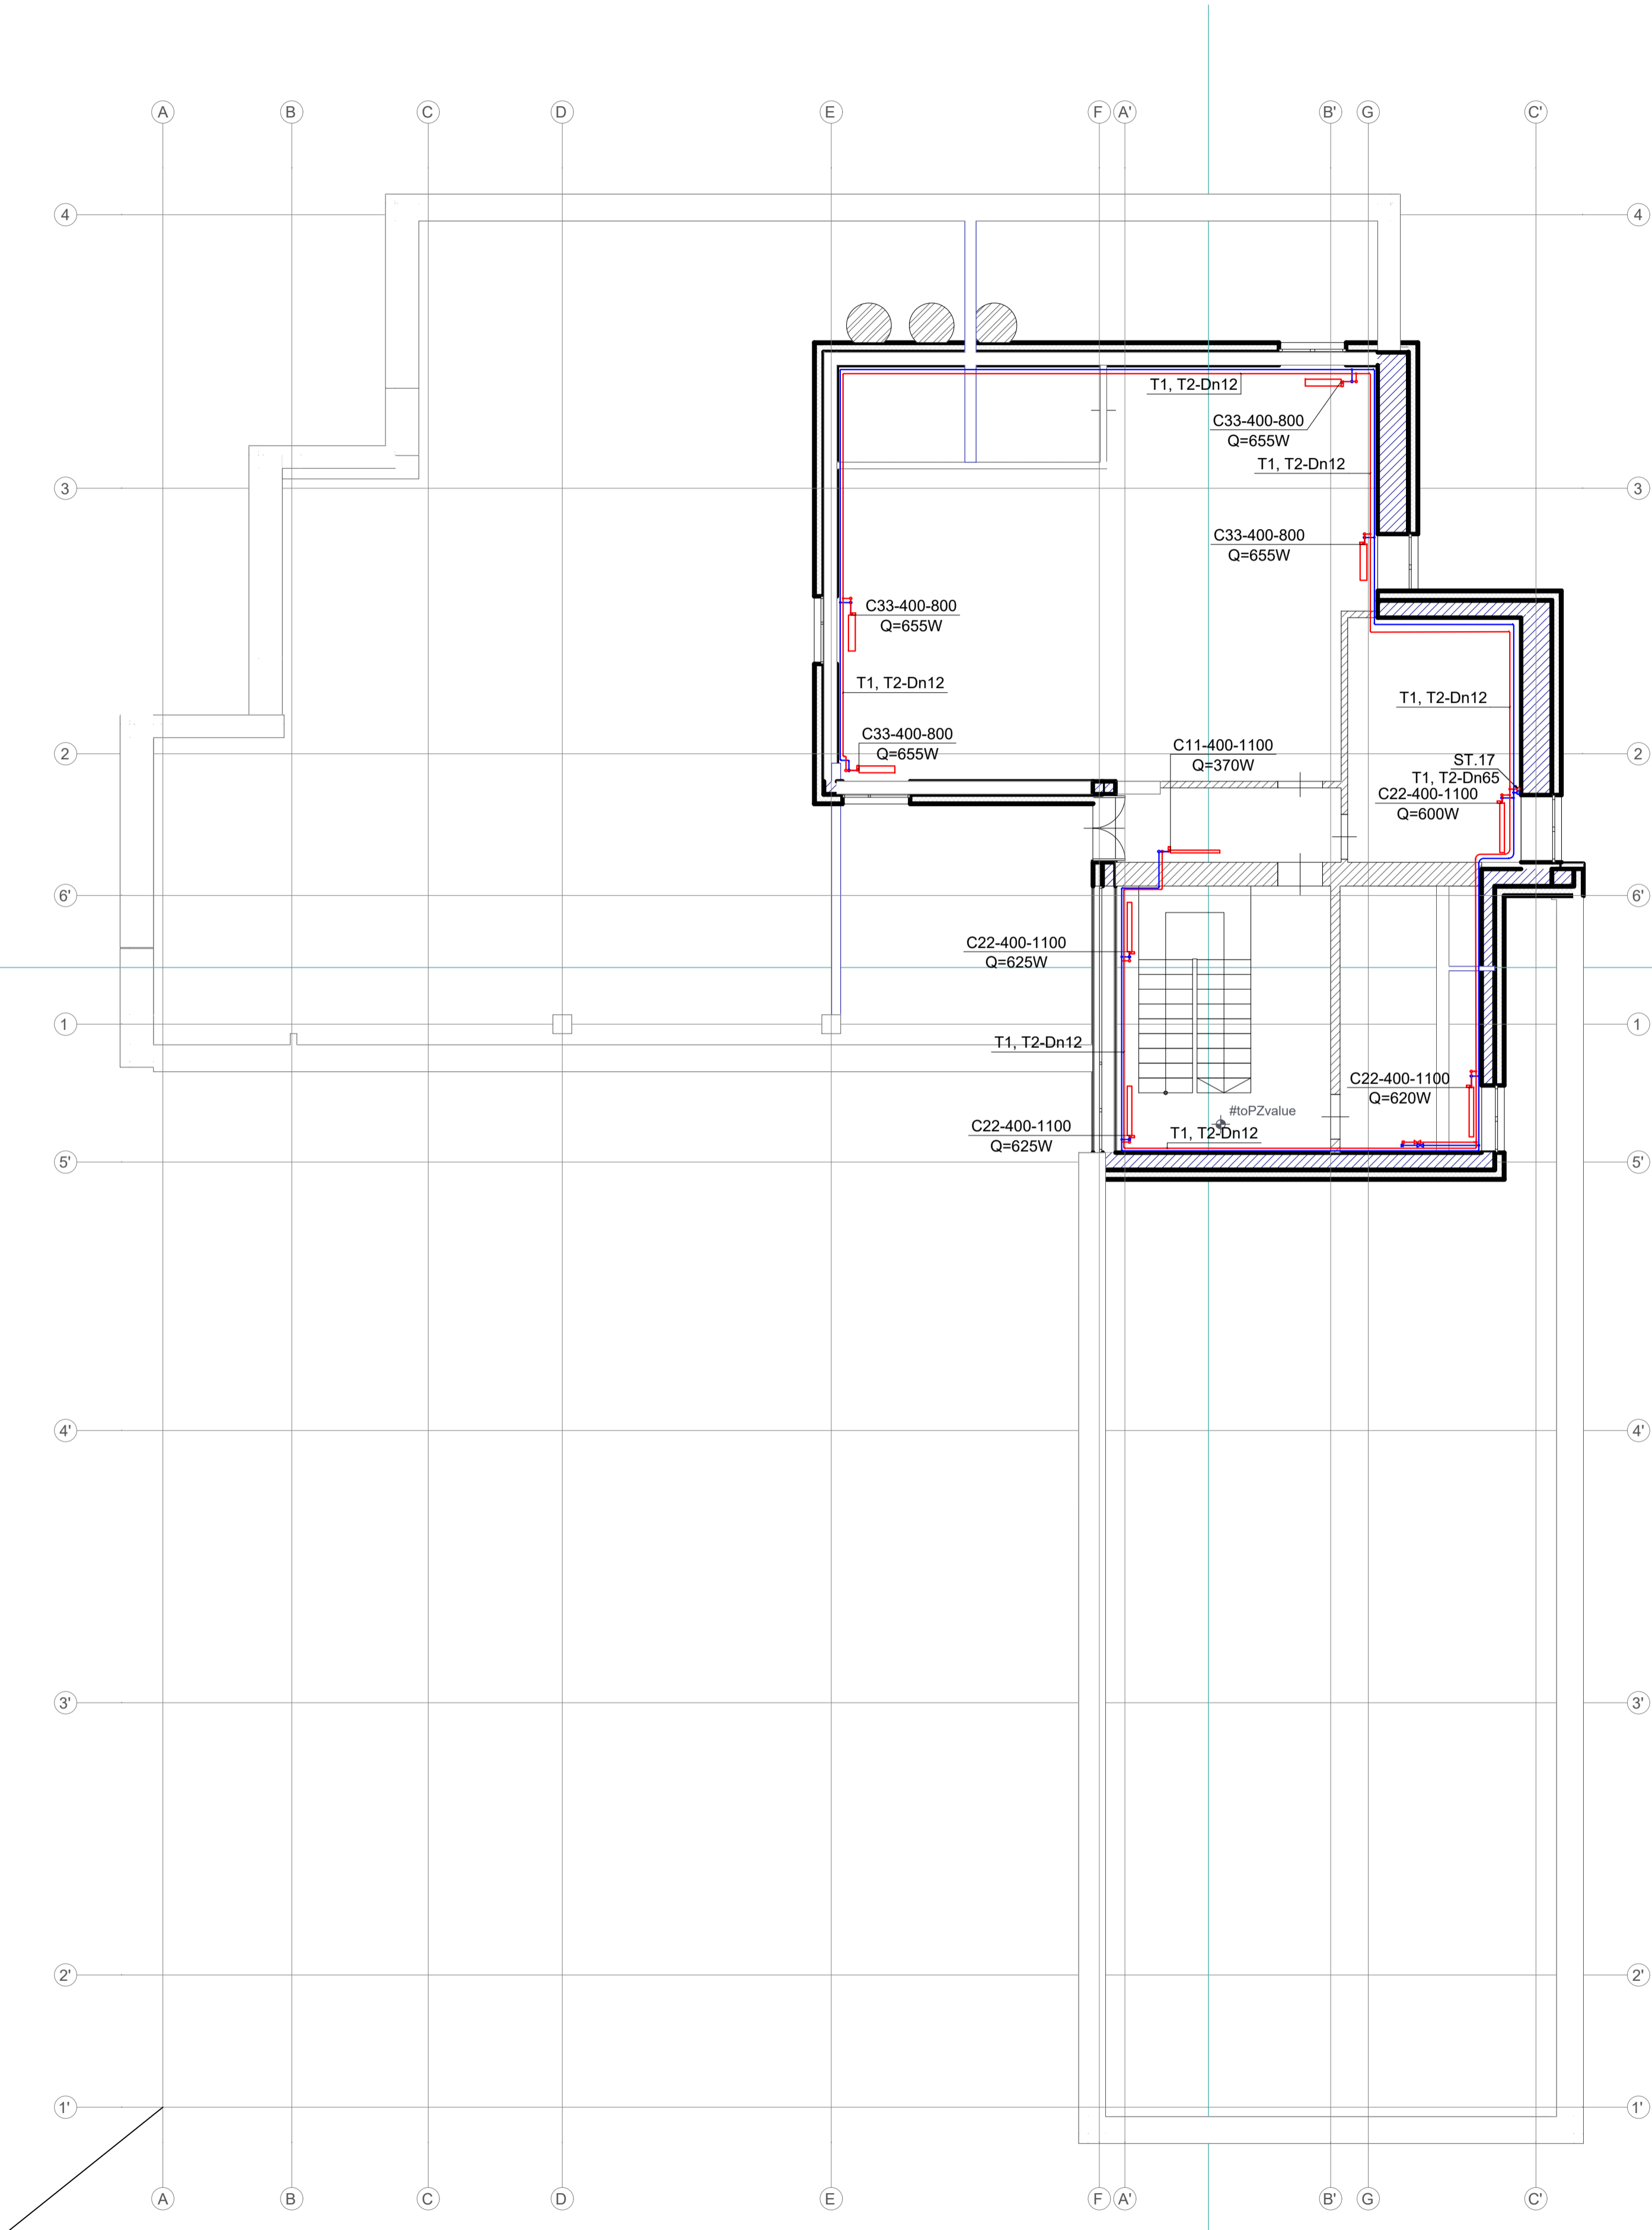 A B C D E F A' B' G C'
4 4
T1, T2-Dn12
C33-400-800
Q=655W
T1, T2-Dn12
3 3
C33-400-800
Q=655W
C33-400-800
Q=655W
T1, T2-Dn12
T1, T2-Dn12
C33-400-800
Q=655W
C11-400-1100
Q=370W
2 2
ST.17
T1, T2-Dn65
C22-400-1100
Q=600W
6' 6'
C22-400-1100
Q=625W
1 1
T1, T2-Dn12
C22-400-1100
Q=620W
#toPZvalue
C22-400-1100
Q=625W
T1, T2-Dn12
5' 5'
4' 4'
3' 3'
2' 2'
1' 1'
A B C D E F A' B' G C'